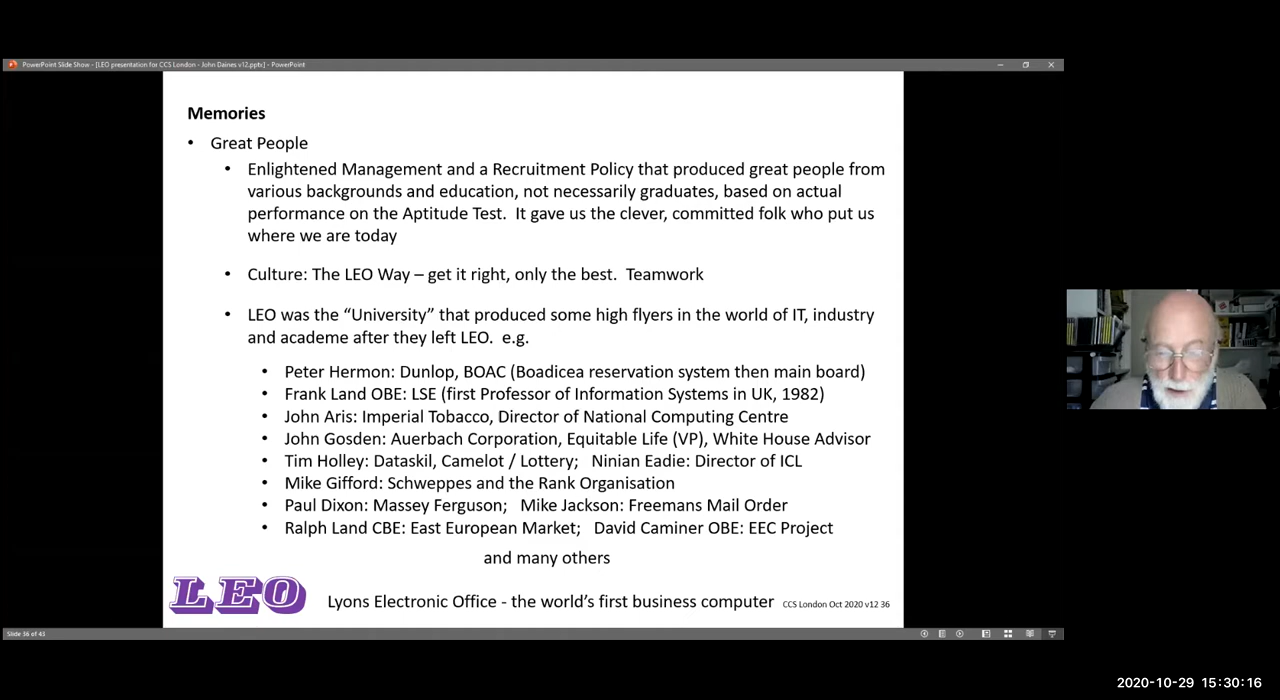 PowerPoint Slide Show - [LEO presentation for CCS London - John Daines v12.pptx] - PowerPoint
Memories
• Great People
• Enlightened Management and a Recruitment Policy that produced great people from
various backgrounds and education, not necessarily graduates, based on actual
performance on the Aptitude Test. It gave us the clever, committed folk who put us
where we are today
• Culture: The LEO Way – get it right, only the best. Teamwork
• LEO was the “University” that produced some high flyers in the world of IT, industry
and academe after they left LEO. e.g.
• Peter Hermon: Dunlop, BOAC (Boadicea reservation system then main board)
• Frank Land OBE: LSE (first Professor of Information Systems in UK, 1982)
• John Aris: Imperial Tobacco, Director of National Computing Centre
• John Gosden: Auerbach Corporation, Equitable Life (VP), White House Advisor
• Tim Holley: Dataskil, Camelot / Lottery; Ninian Eadie: Director of ICL
• Mike Gifford: Schweppes and the Rank Organisation
• Paul Dixon: Massey Ferguson; Mike Jackson: Freemans Mail Order
• Ralph Land CBE: East European Market; David Caminer OBE: EEC Project
and many others
LEO Lyons Electronic Office - the world’s first business computer CCS London Oct 2020 v12 36
Slide 36 of 43
2020-10-29 15:30:16